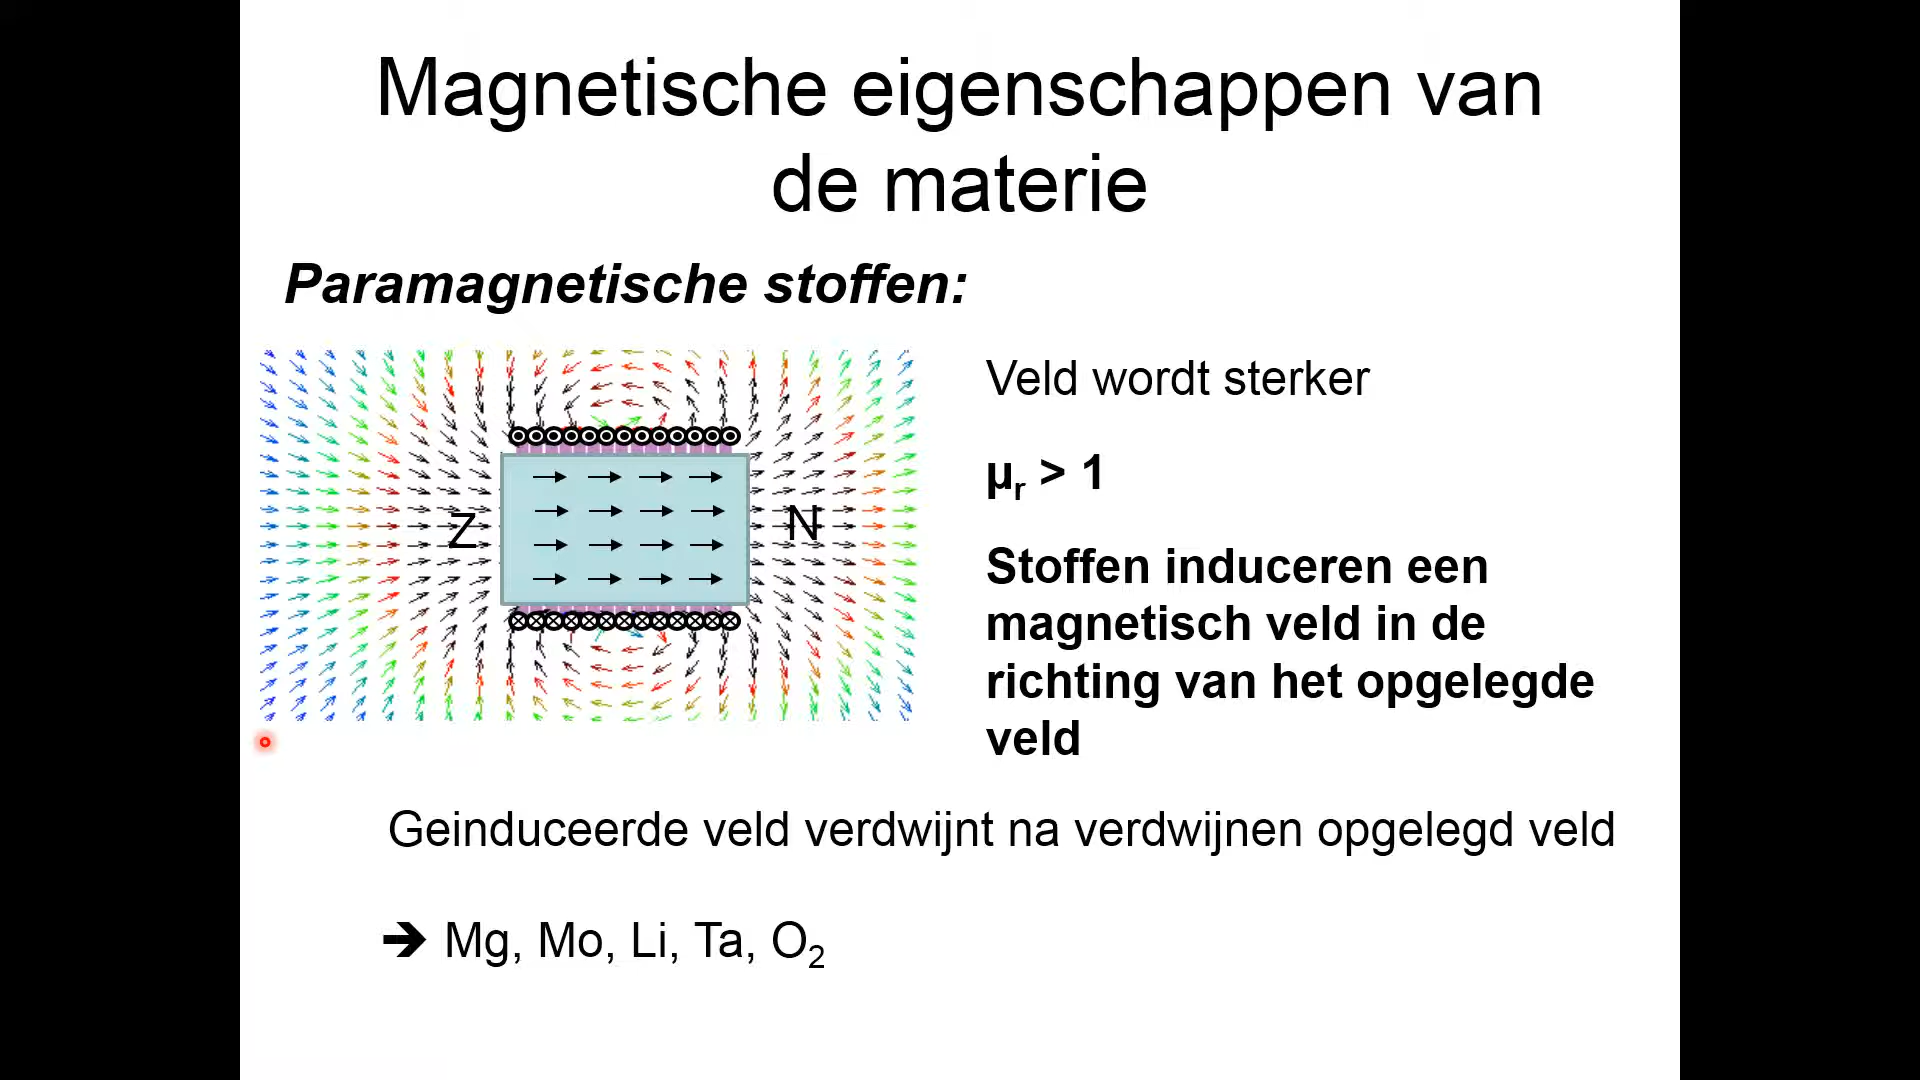 Magnetische eigenschappen van
de materie
Paramagnetische stoffen:
Veld wordt sterker
μr > 1
Z
N
Stoffen induceren een
magnetisch veld in de
richting van het opgelegde
veld
Geinduceerde veld verdwijnt na verdwijnen opgelegd veld
➔ Mg, Mo, Li, Ta, O2